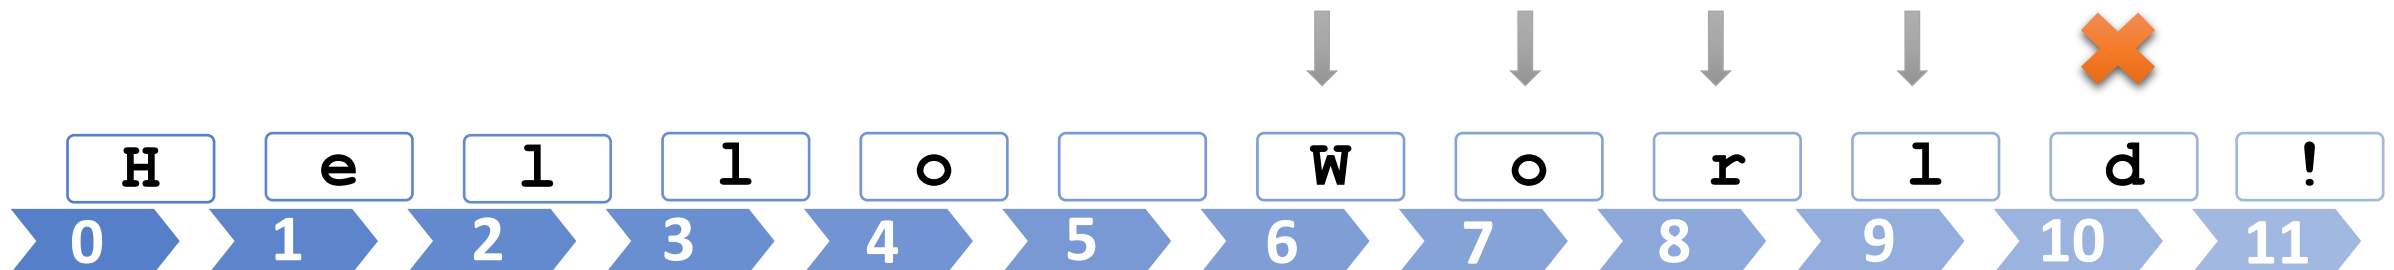 H e l l o   W o r l d !
0 1 2 3 4 5 6 7 8 9 10 11